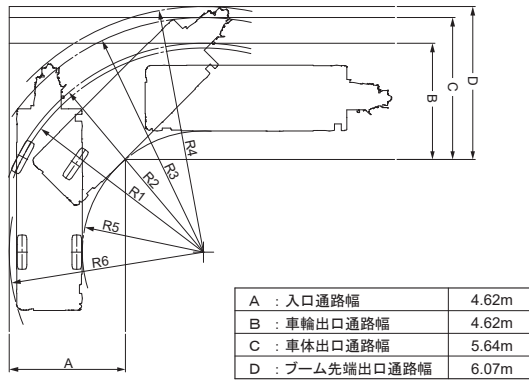 R4
R3
R2
R1
R5
R6
A
B
C
D
A : 入口通路幅 4.62m
B : 車輪出口通路幅 4.62m
C : 車体出口通路幅 5.64m
D : ブーム先端出口通路幅 6.07m